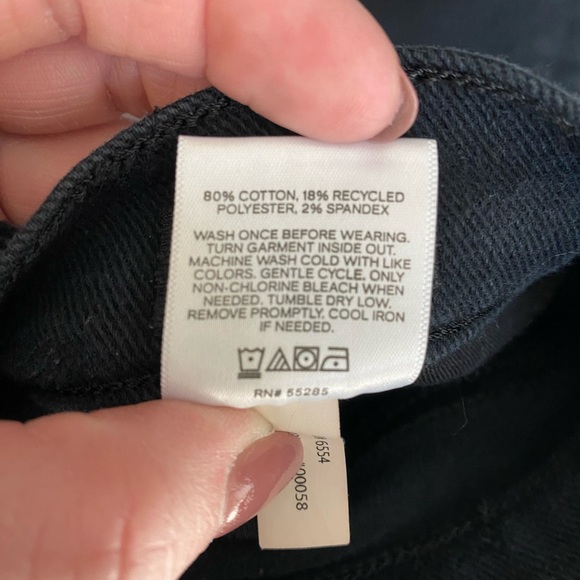 80% COTTON, 18% RECYCLED
POLYESTER, 2% SPANDEX
WASH ONCE BEFORE WEARING.
TURN GARMENT INSIDE OUT.
MACHINE WASH COLD WITH LIKE
COLORS. GENTLE CYCLE. ONLY
NON-CHLORINE BLEACH WHEN
NEEDED. TUMBLE DRY LOW.
REMOVE PROMPTLY. COOL IRON
IF NEEDED.
RN# 55285
6554
00058